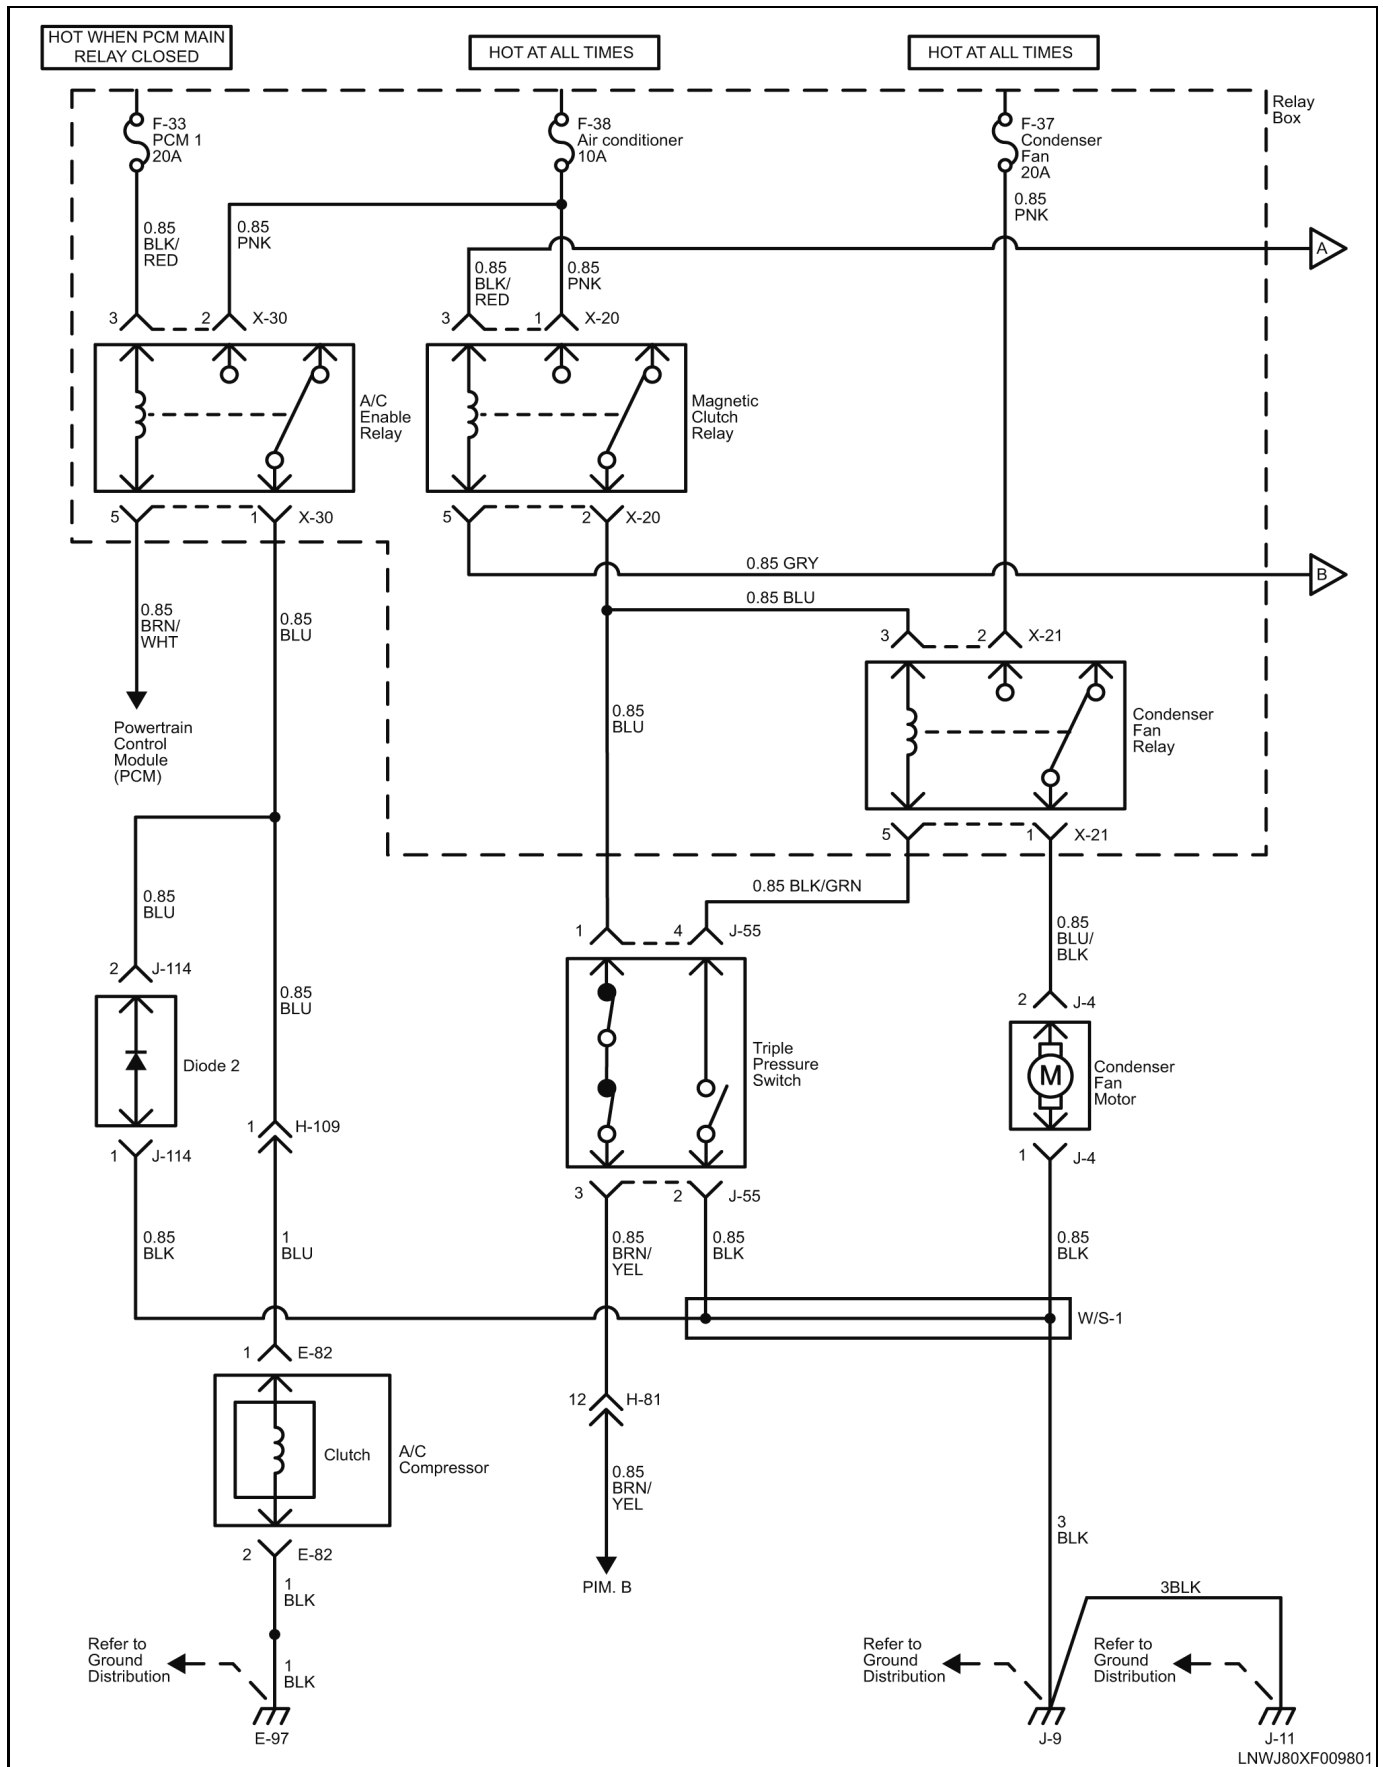 HOT WHEN PCM MAIN
RELAY CLOSED
HOT AT ALL TIMES
HOT AT ALL TIMES
Relay
Box
F-33
PCM 1
20A
F-38
Air conditioner
10A
F-37
Condenser
Fan
20A
0.85
BLK/
RED
0.85
PNK
0.85
PNK
A
0.85
BLK/
RED
0.85
PNK
3
2
X-30
3
1
X-20
A/C
Enable
Relay
Magnetic
Clutch
Relay
5
1
X-30
5
2
X-20
0.85 GRY
B
0.85 BLU
0.85
BRN/
WHT
0.85
BLU
3
2
X-21
0.85
BLU
Powertrain
Control
Module
(PCM)
Condenser
Fan
Relay
5
1
X-21
0.85 BLK/GRN
0.85
BLU
1
4
J-55
0.85
BLU/
BLK
2
J-114
0.85
BLU
2
J-4
Diode 2
Triple
Pressure
Switch
M
Condenser
Fan
Motor
1
H-109
1
J-114
1
J-4
3
2
J-55
0.85
BLK
1
BLU
0.85
BRN/
YEL
0.85
BLK
0.85
BLK
W/S-1
1
E-82
12
H-81
Clutch
A/C
Compressor
0.85
BRN/
YEL
3
BLK
2
E-82
1
BLK
PIM. B
3BLK
Refer to
Ground
Distribution
1
BLK
Refer to
Ground
Distribution
Refer to
Ground
Distribution
E-97
J-9
J-11
LNWJ80XF009801